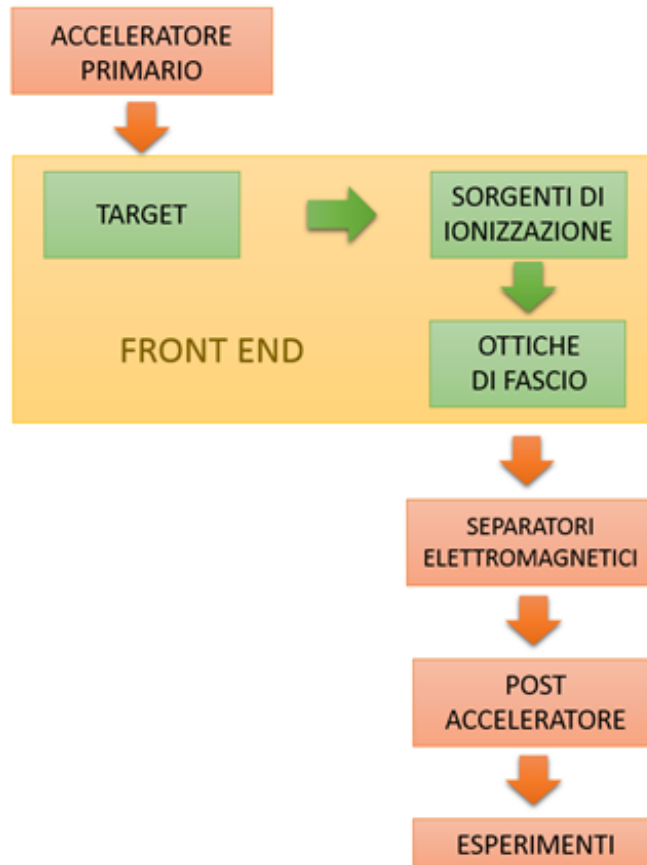 ACCELERATORE
PRIMARIO
TARGET
SORGENTI DI
IONIZZAZIONE
FRONT END
OTTICHE
DI FASCIO
SEPARATORI
ELETTROMAGNETICI
POST
ACCELERATORE
ESPERIMENTI